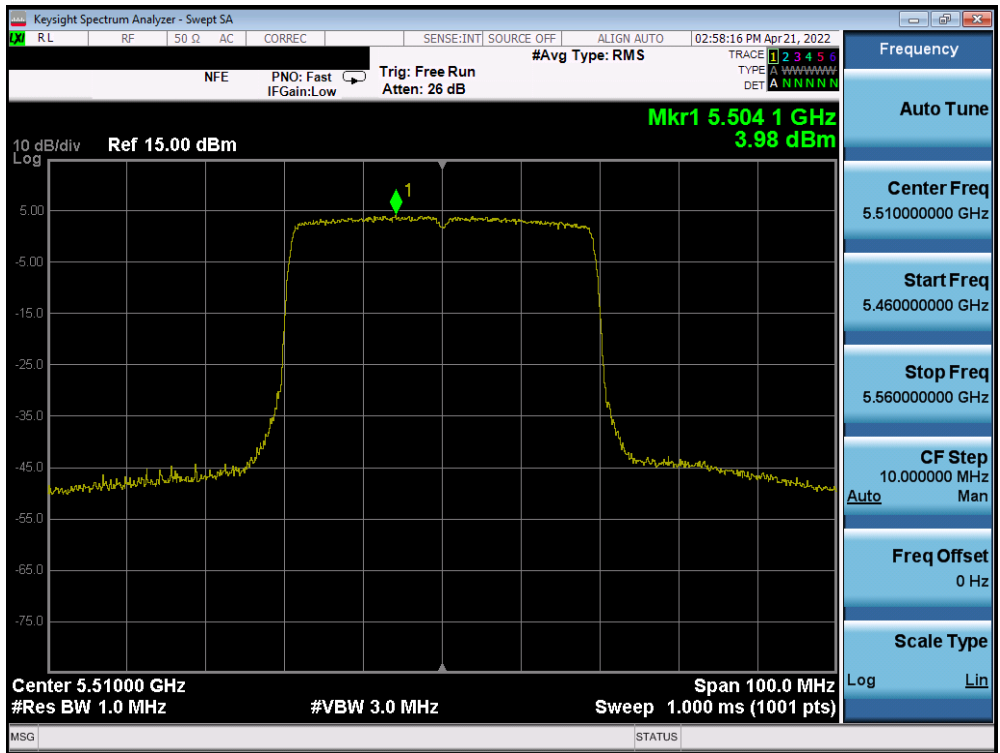 Keysight Spectrum Analyzer - Swept SA
LXI RL RF 50 Ω AC CORREC SENSE:INT SOURCE OFF ALIGN AUTO 02:58:16 PM Apr 21, 2022
#Avg Type: RMS TRACE 1 2 3 4 5 6
NFE PNO: Fast Trig: Free Run TYPE A WWWWW
IFGain:Low Atten: 26 dB DET A N N N N N
Mkr1 5.504 1 GHz
3.98 dBm
10 dB/div Ref 15.00 dBm
Log
1
5.00
-5.00
-15.0
-25.0
-35.0
-45.0
-55.0
-65.0
-75.0
Center 5.51000 GHz Span 100.0 MHz
#Res BW 1.0 MHz #VBW 3.0 MHz Sweep 1.000 ms (1001 pts)
MSG STATUS
Frequency
Auto Tune
Center Freq
5.510000000 GHz
Start Freq
5.460000000 GHz
Stop Freq
5.560000000 GHz
CF Step
10.000000 MHz
Auto Man
Freq Offset
0 Hz
Scale Type
Log Lin